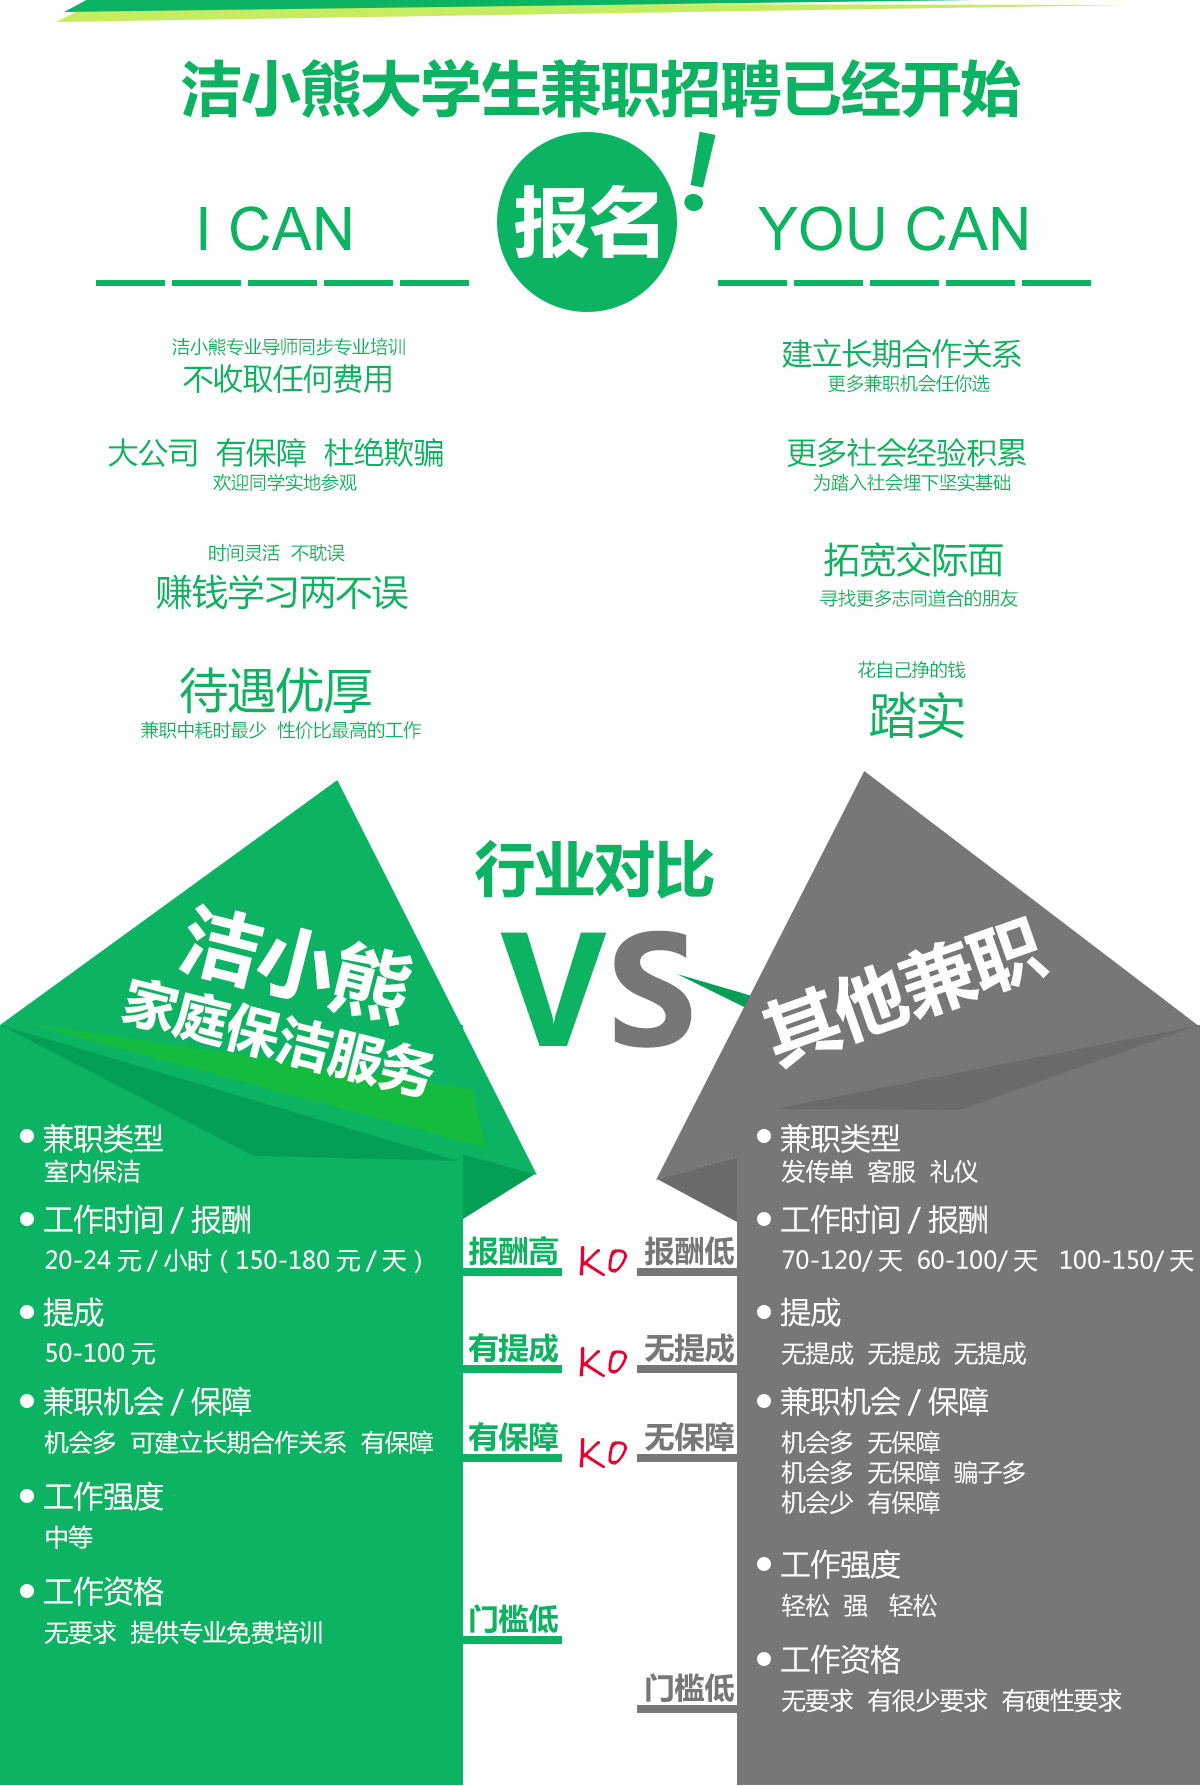 洁小熊大学生兼职招聘已经开始
报名!
I CAN
YOU CAN
洁小熊专业导师同步专业培训
不收取任何费用
大公司 有保障 杜绝欺骗
欢迎同学实地参观
时间灵活 不耽误
赚钱学习两不误
待遇优厚
兼职中耗时最少 性价比最高的工作
建立长期合作关系
更多兼职机会任你选
更多社会经验积累
为踏入社会埋下坚实基础
拓宽交际面
寻找更多志同道合的朋友
花自己挣的钱
踏实
行业对比
VS
洁小熊
家庭保洁服务
兼职类型
室内保洁
工作时间 / 报酬
20-24 元 / 小时 ( 150-180 元 / 天 )
提成
50-100 元
兼职机会 / 保障
机会多 可建立长期合作关系 有保障
工作强度
中等
工作资格
无要求 提供专业免费培训
报酬高 KO 报酬低
有提成 KO 无提成
有保障 KO 无保障
门槛低
门槛低
其他兼职
兼职类型
发传单 客服 礼仪
工作时间 / 报酬
70-120/ 天 60-100/ 天 100-150/ 天
提成
无提成 无提成 无提成
兼职机会 / 保障
机会多 无保障
机会多 无保障 骗子多
机会少 有保障
工作强度
轻松 强 轻松
工作资格
无要求 有很少要求 有硬性要求